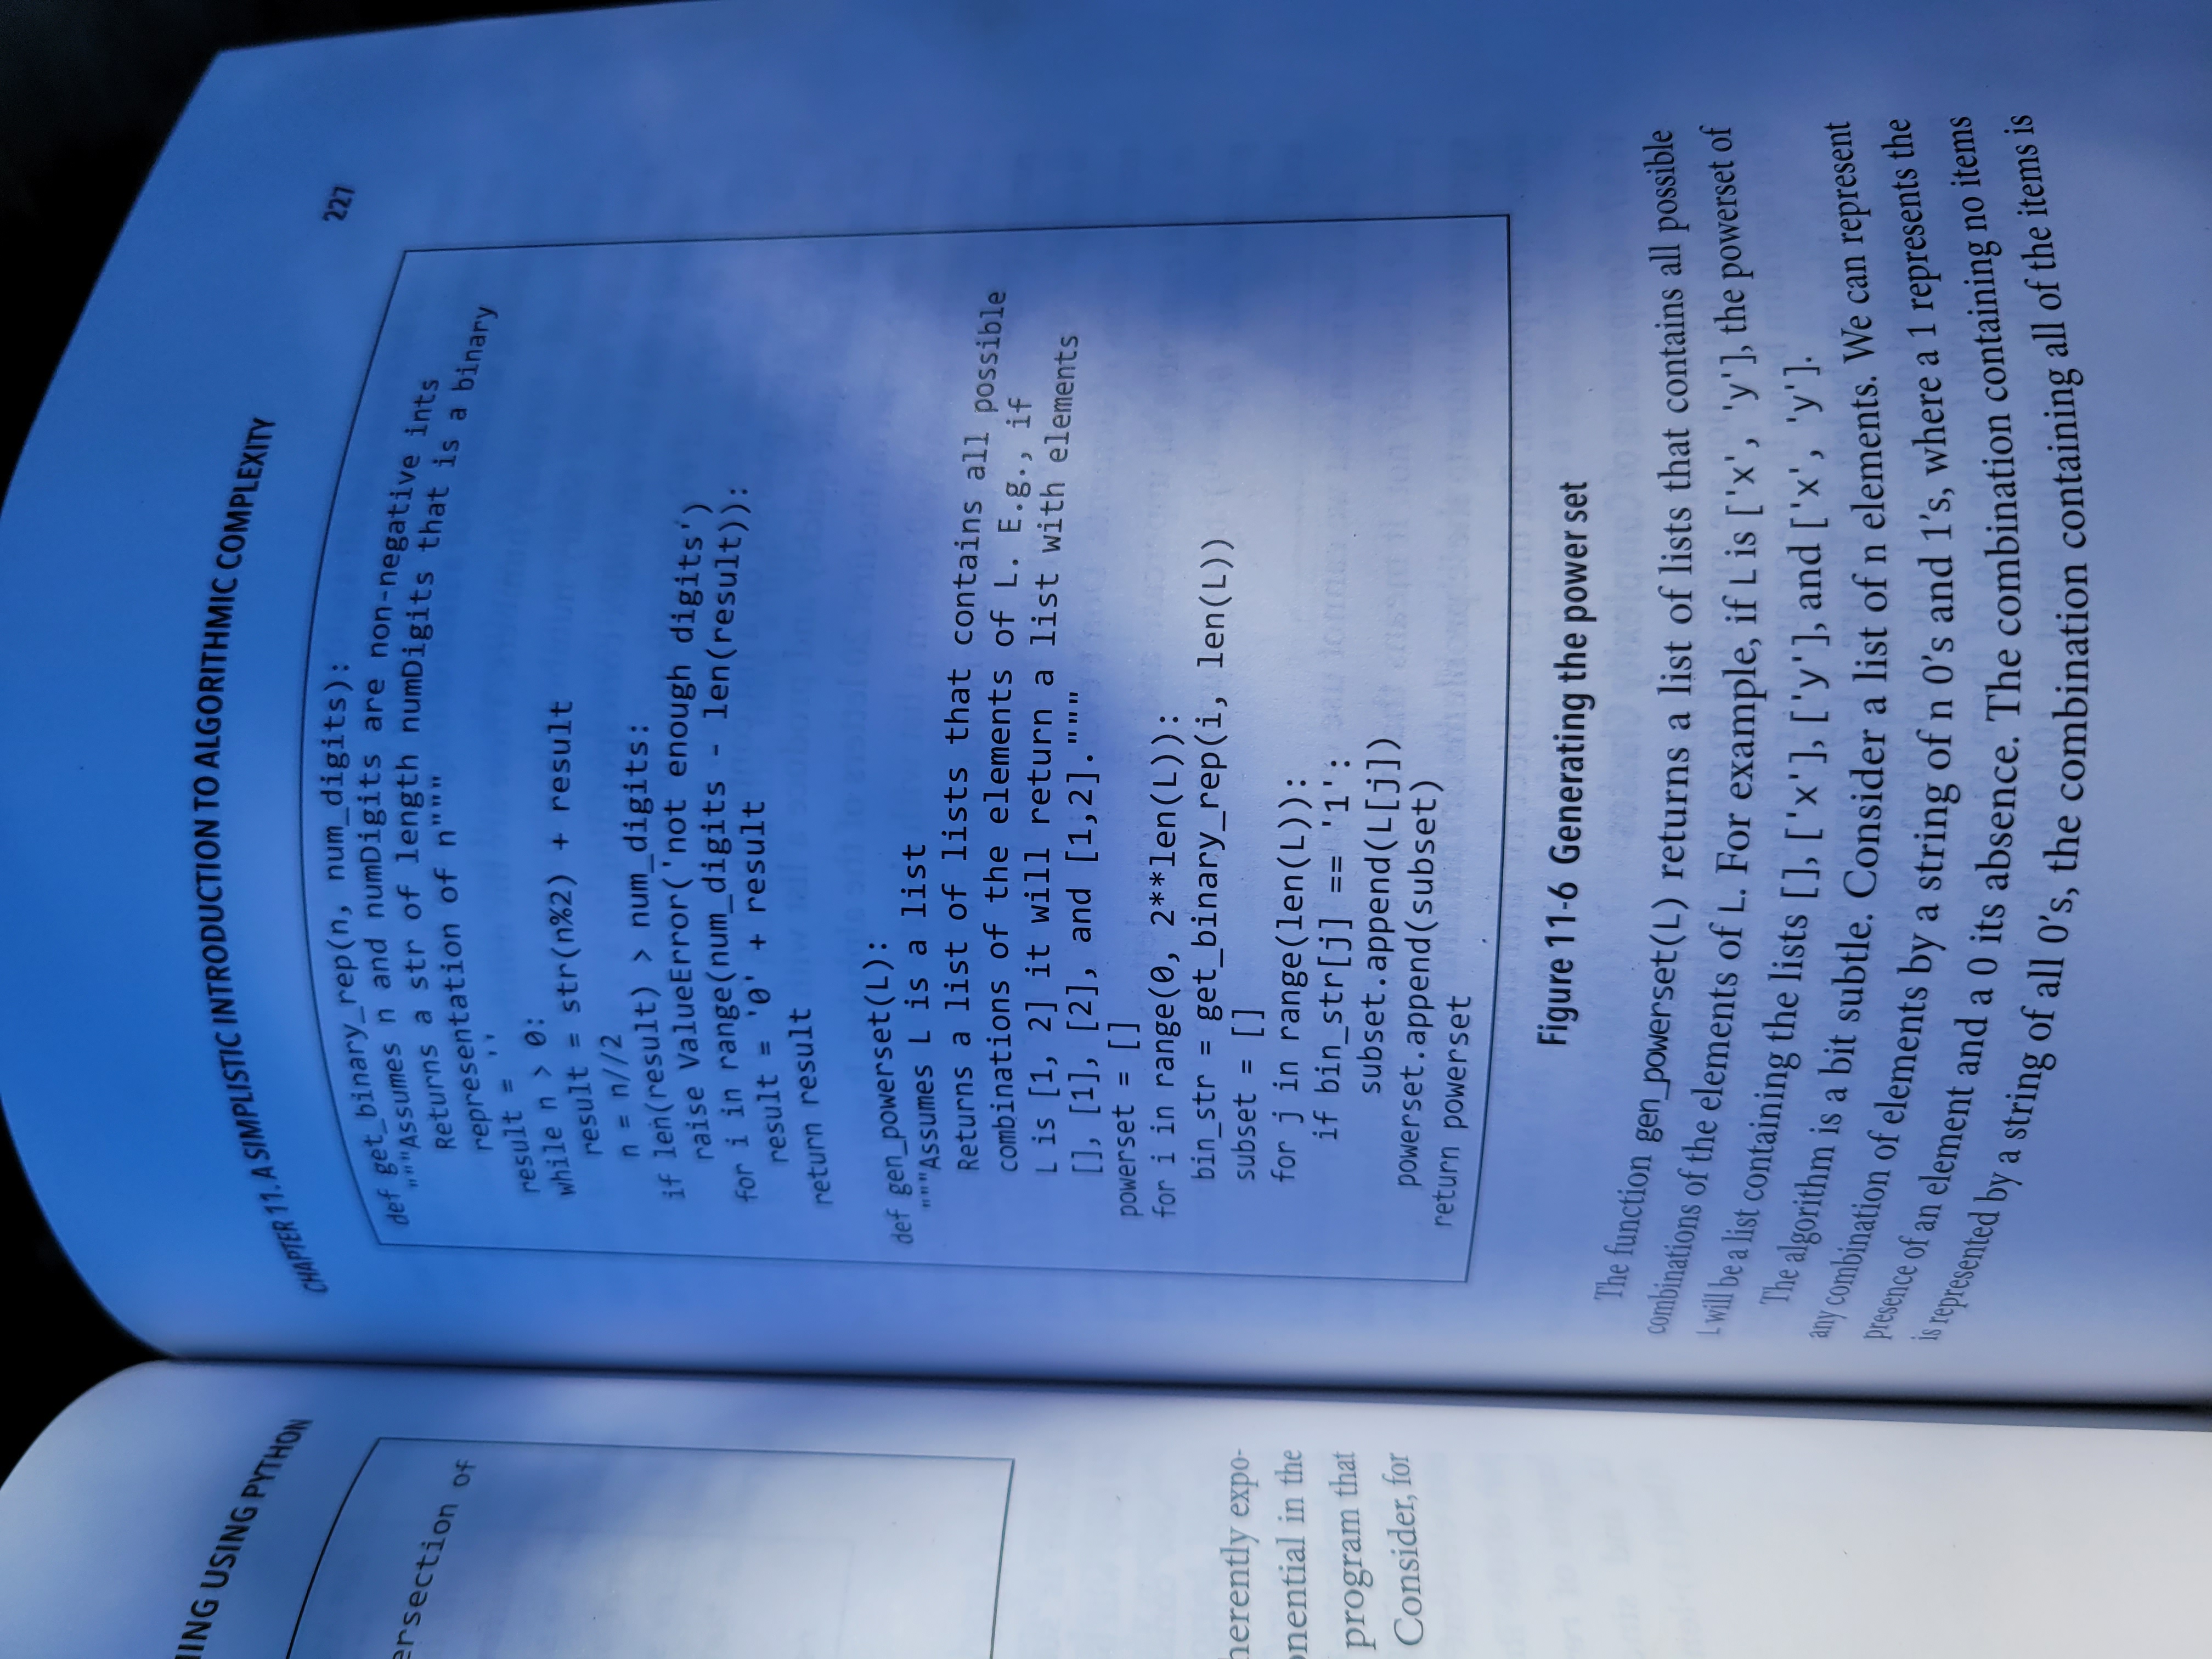 USING PYTHON
ersection of
herently expo-
nential in the
program that
Consider, for
CHAPTER 11. A SIMPLISTIC INTRODUCTION TO ALGORITHMIC COMPLEXITY
227
def get_binary_rep(n, num_digits):
"""Assumes n and numDigits are non-negative ints
Returns a str of length numDigits that is a binary
representation of n"""
result = ''
while n > 0:
result = str(n%2) + result
n = n//2
if len(result) > num_digits:
raise ValueError('not enough digits')
for i in range(num_digits - len(result)):
result = '0' + result
return result
def gen_powerset(L):
"""Assumes L is a list
Returns a list of lists that contains all possible
combinations of the elements of L. E.g., if
L is [1, 2] it will return a list with elements
[], [1], [2], and [1,2]."""
powerset = []
for i in range(0, 2**len(L)):
bin_str = get_binary_rep(i, len(L))
subset = []
for j in range(len(L)):
if bin_str[j] == '1':
subset.append(L[j])
powerset.append(subset)
return powerset
Figure 11-6 Generating the power set
The function gen_powerset(L) returns a list of lists that contains all possible
combinations of the elements of L. For example, if L is ['x', 'y'], the powerset of
L will be a list containing the lists [], ['x'], ['y'], and ['x', 'y'].
The algorithm is a bit subtle. Consider a list of n elements. We can represent
any combination of elements by a string of n 0's and 1's, where a 1 represents the
presence of an element and a 0 its absence. The combination containing no items
is represented by a string of all 0's, the combination containing all of the items is